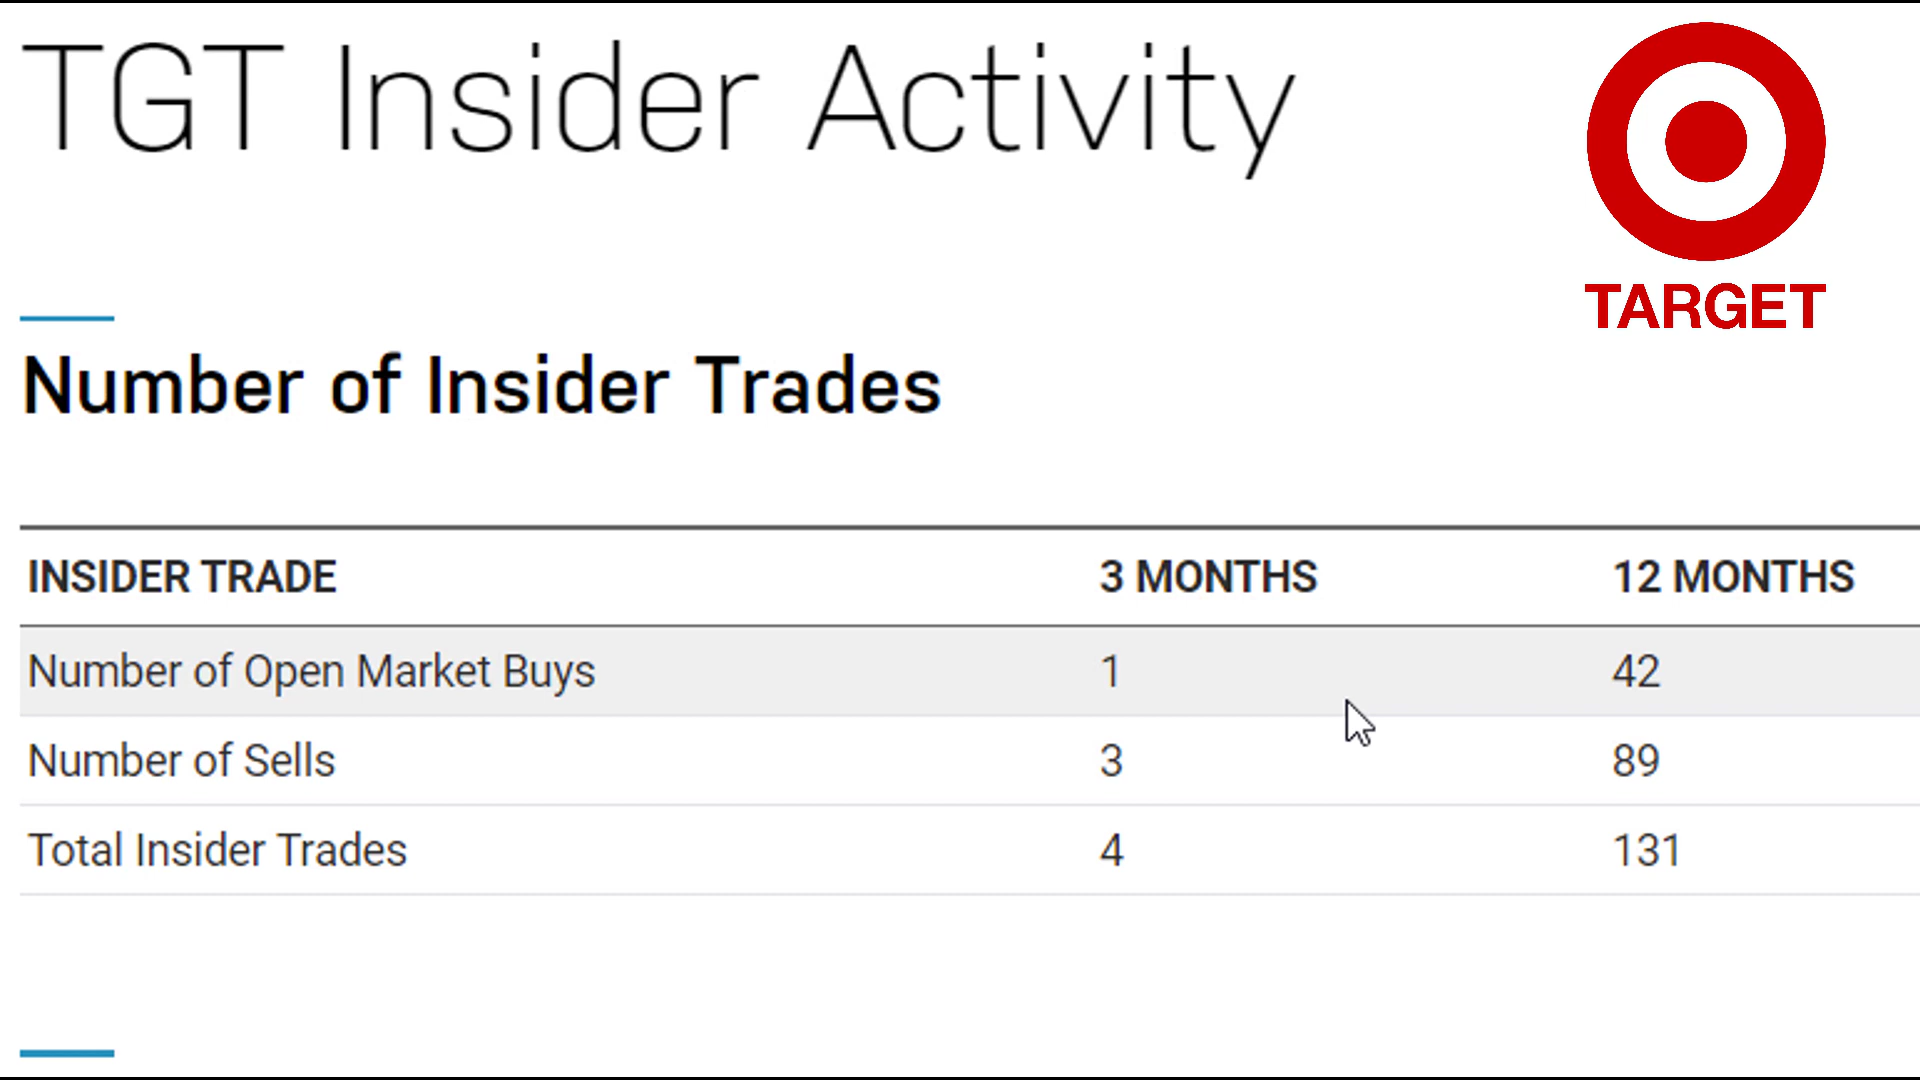 TGT Insider Activity
TARGET
Number of Insider Trades
INSIDER TRADE 3 MONTHS 12 MONTHS
Number of Open Market Buys 1 42
Number of Sells 3 89
Total Insider Trades 4 131